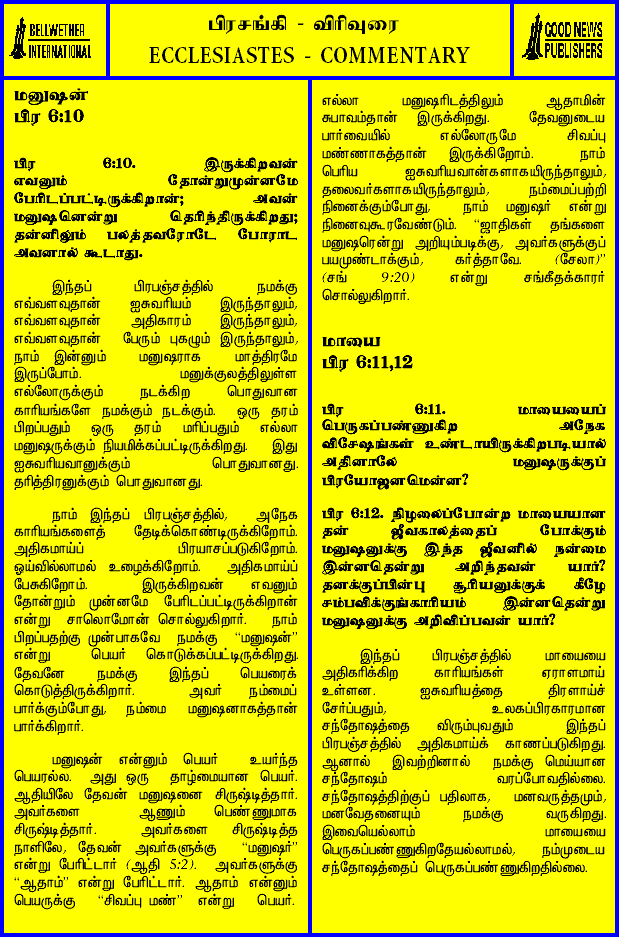 BELLWETHER
INTERNATIONAL
பிரசங்கி - விரிவுரை
ECCLESIASTES - COMMENTARY
GOOD NEWS
PUBLISHERS
மனுஷன்
பிர 6:10
பிர 6:10. இருக்கிறவன்
எவனும் தோன்றுமுன்னமே
பேரிடப்பட்டிருக்கிறான்; அவன்
மனுஷனென்று தெரிந்திருக்கிறது;
தன்னிலும் பலத்தவரோடே போராட
அவனால் கூடாது.
இந்தப் பிரபஞ்சத்தில் நமக்கு
எவ்வளவுதான் ஐசுவரியம் இருந்தாலும்,
எவ்வளவுதான் அதிகாரம் இருந்தாலும்,
எவ்வளவுதான் பேரும் புகழும் இருந்தாலும்,
நாம் இன்னும் மனுஷராக மாத்திரமே
இருப்போம். மனுக்குலத்திலுள்ள
எல்லோருக்கும் நடக்கிற பொதுவான
காரியங்களே நமக்கும் நடக்கும். ஒரு தரம்
பிறப்பதும் ஒரு தரம் மரிப்பதும் எல்லா
மனுஷருக்கும் நியமிக்கப்பட்டிருக்கிறது. இது
ஐசுவரியவானுக்கும் பொதுவானது.
தரித்திரனுக்கும் பொதுவானது.
நாம் இந்தப் பிரபஞ்சத்தில், அநேக
காரியங்களைத் தேடிக்கொண்டிருக்கிறோம்.
அதிகமாய்ப் பிரயாசப்படுகிறோம்.
ஓய்வில்லாமல் உழைக்கிறோம். அதிகமாய்ப்
பேசுகிறோம். இருக்கிறவன் எவனும்
தோன்றும் முன்னமே பேரிடப்பட்டிருக்கிறான்
என்று சாலொமோன் சொல்லுகிறார். நாம்
பிறப்பதற்கு முன்பாகவே நமக்கு “மனுஷன்”
என்று பெயர் கொடுக்கப்பட்டிருக்கிறது.
தேவனே நமக்கு இந்தப் பெயரைக்
கொடுத்திருக்கிறார். அவர் நம்மைப்
பார்க்கும்போது, நம்மை மனுஷனாகத்தான்
பார்க்கிறார்.
மனுஷன் என்னும் பெயர் உயர்ந்த
பெயரல்ல. அது ஒரு தாழ்மையான பெயர்.
ஆதியிலே தேவன் மனுஷனை சிருஷ்டித்தார்.
அவர்களை ஆணும் பெண்ணுமாக
சிருஷ்டித்தார். அவர்களை சிருஷ்டித்த
நாளிலே, தேவன் அவர்களுக்கு “மனுஷர்”
என்று பேரிட்டார் (ஆதி 5:2). அவர்களுக்கு
“ஆதாம்” என்று பேரிட்டார். ஆதாம் என்னும்
பெயருக்கு “சிவப்பு மண்” என்று பெயர்.
எல்லா மனுஷரிடத்திலும் ஆதாமின்
சுபாவம்தான் இருக்கிறது. தேவனுடைய
பார்வையில் எல்லோருமே சிவப்பு
மண்ணாகத்தான் இருக்கிறோம். நாம்
பெரிய ஐசுவரியவான்களாகயிருந்தாலும்,
தலைவர்களாகயிருந்தாலும், நம்மைப்பற்றி
நினைக்கும்போது, நாம் மனுஷர் என்று
நினைவுகூரவேண்டும். “ஜாதிகள் தங்களை
மனுஷரென்று அறியும்படிக்கு, அவர்களுக்குப்
பயமுண்டாக்கும், கர்த்தாவே. (சேலா)”
(சங் 9:20) என்று சங்கீதக்காரர்
சொல்லுகிறார்.
மாயை
பிர 6:11,12
பிர 6:11. மாயையைப்
பெருகப்பண்ணுகிற அநேக
விசேஷங்கள் உண்டாயிருக்கிறபடியால்
அதினாலே மனுஷருக்குப்
பிரயோஜனமென்ன?
பிர 6:12. நிழலைப்போன்ற மாயையான
தன் ஜீவகாலத்தைப் போக்கும்
மனுஷனுக்கு இந்த ஜீவனில் நன்மை
இன்னதென்று அறிந்தவன் யார்?
தனக்குப்பின்பு சூரியனுக்குக் கீழே
சம்பவிக்குங்காரியம் இன்னதென்று
மனுஷனுக்கு அறிவிப்பவன் யார்?
இந்தப் பிரபஞ்சத்தில் மாயையை
அதிகரிக்கிற காரியங்கள் ஏராளமாய்
உள்ளன. ஐசுவரியத்தை திரளாய்ச்
சேர்ப்பதும், உலகப்பிரகாரமான
சந்தோஷத்தை விரும்புவதும் இந்தப்
பிரபஞ்சத்தில் அதிகமாய்க் காணப்படுகிறது.
ஆனால் இவற்றினால் நமக்கு மெய்யான
சந்தோஷம் வரப்போவதில்லை.
சந்தோஷத்திற்குப் பதிலாக, மனவருத்தமும்,
மனவேதனையும் நமக்கு வருகிறது.
இவையெல்லாம் மாயையை
பெருகப்பண்ணுகிறதேயல்லாமல், நம்முடைய
சந்தோஷத்தைப் பெருகப்பண்ணுகிறதில்லை.